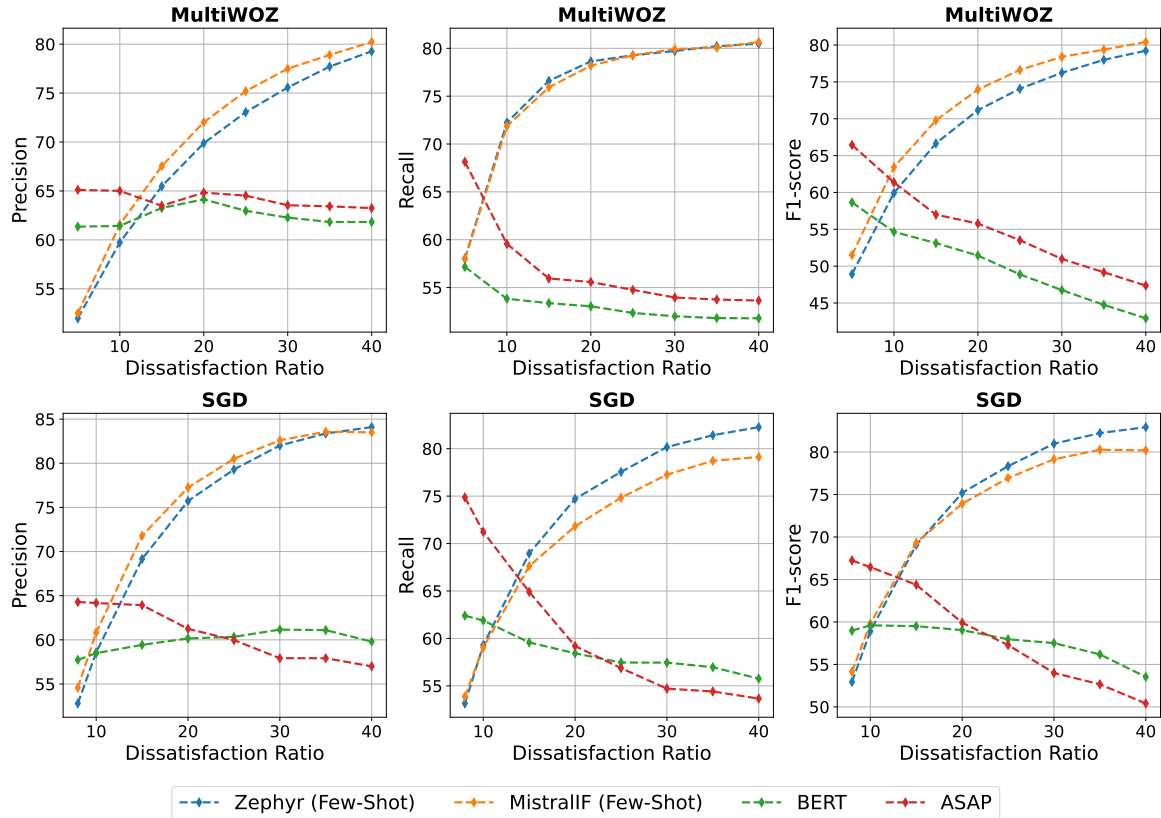 MultiWOZ
MultiWOZ
MultiWOZ
Precision
80
75
70
65
60
55
10 20 30 40
Dissatisfaction Ratio
Recall
80
75
70
65
60
55
10 20 30 40
Dissatisfaction Ratio
F1-score
80
75
70
65
60
55
50
45
10 20 30 40
Dissatisfaction Ratio
SGD
SGD
SGD
Precision
85
80
75
70
65
60
55
10 20 30 40
Dissatisfaction Ratio
Recall
80
75
70
65
60
55
10 20 30 40
Dissatisfaction Ratio
F1-score
80
75
70
65
60
55
50
10 20 30 40
Dissatisfaction Ratio
Zephyr (Few-Shot) MistralIF (Few-Shot) BERT ASAP